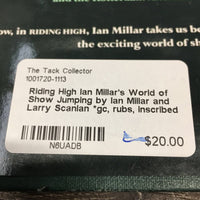 and the
ow, in RIDING HIGH, Ian Millar takes us be
the exciting world of sh
The Tack Collector
1001720-1113
Riding High Ian Millar's World of
Show Jumping by Ian Millar and
Larry Scanlan *gc, rubs, inscribed
N6UADB
$20.00